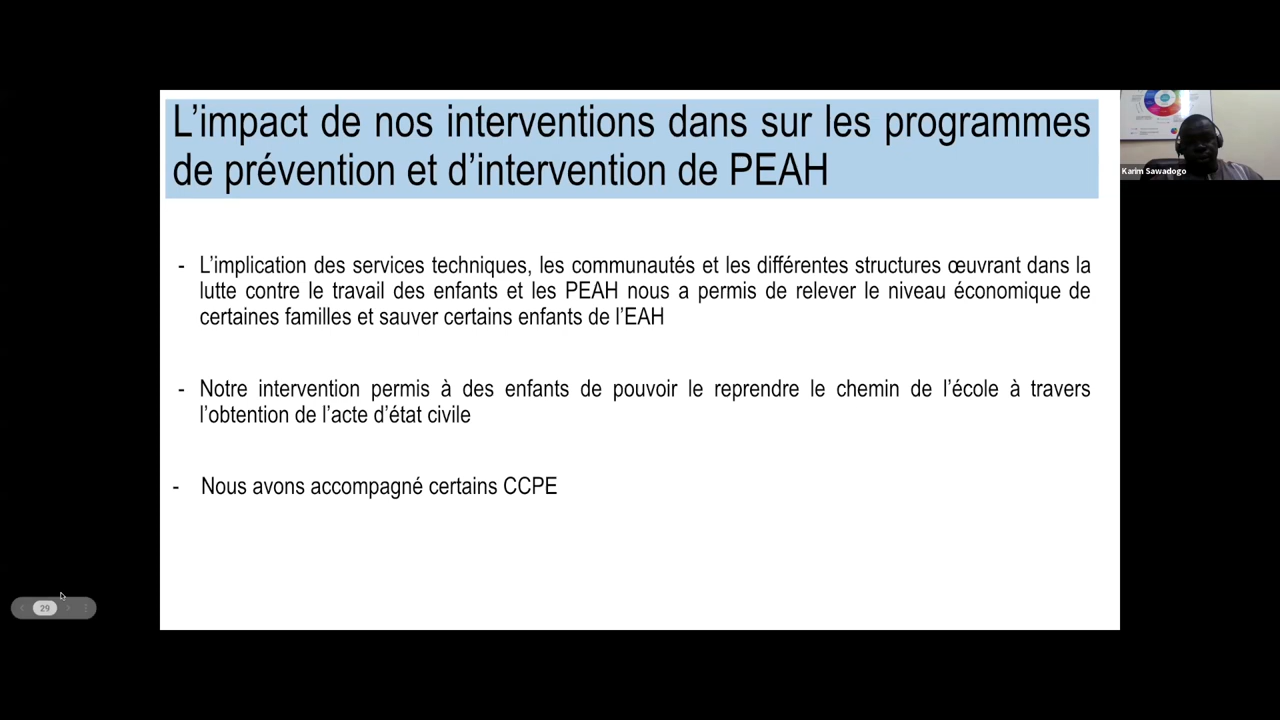 L’impact de nos interventions dans sur les programmes
de prévention et d’intervention de PEAH
- L’implication des services techniques, les communautés et les différentes structures œuvrant dans la
lutte contre le travail des enfants et les PEAH nous a permis de relever le niveau économique de
certaines familles et sauver certains enfants de l’EAH
- Notre intervention permis à des enfants de pouvoir le reprendre le chemin de l’école à travers
l’obtention de l’acte d’état civile
- Nous avons accompagné certains CCPE
Karim Sawadogo
29